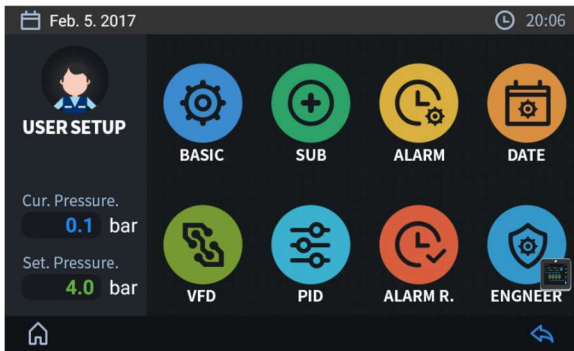 Feb. 5. 2017
20:06
USER SETUP
BASIC
SUB
ALARM
DATE
Cur. Pressure.
0.1 bar
Set. Pressure.
4.0 bar
VFD
PID
ALARM R.
ENGNEER